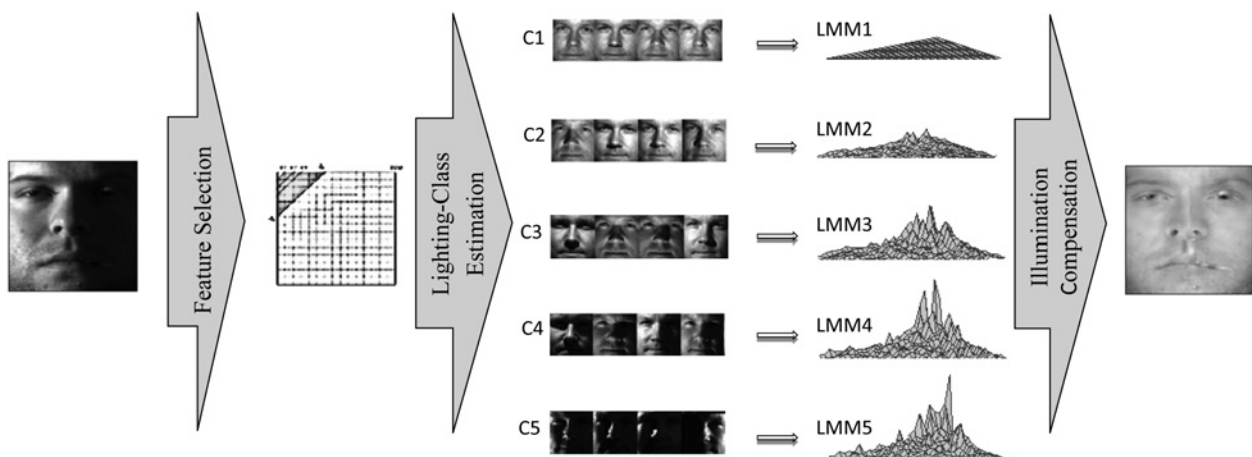 Feature Selection
Lighting-Class
Estimation
C1
LMM1
C2
LMM2
C3
LMM3
C4
LMM4
C5
LMM5
Illumination
Compensation